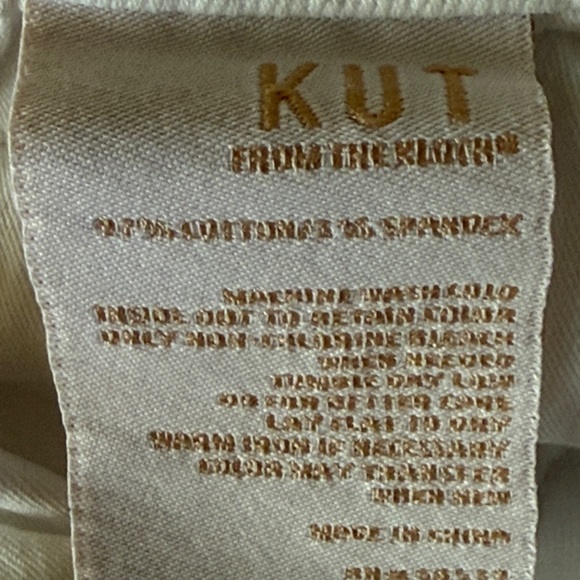 KUT
FROM THE KLOTH®
97% COTTON/3% SPANDEX
MACHINE WASH COLD
INSIDE OUT TO RETAIN COLOR
ONLY NON-CHLORINE BLEACH
WHEN NEEDED
TUMBLE DRY LOW
OR FOR BETTER CARE
LAY FLAT TO DRY
WARM IRON IF NECESSARY
COLOR MAY TRANSFER
WHEN NEW
MADE IN CHINA